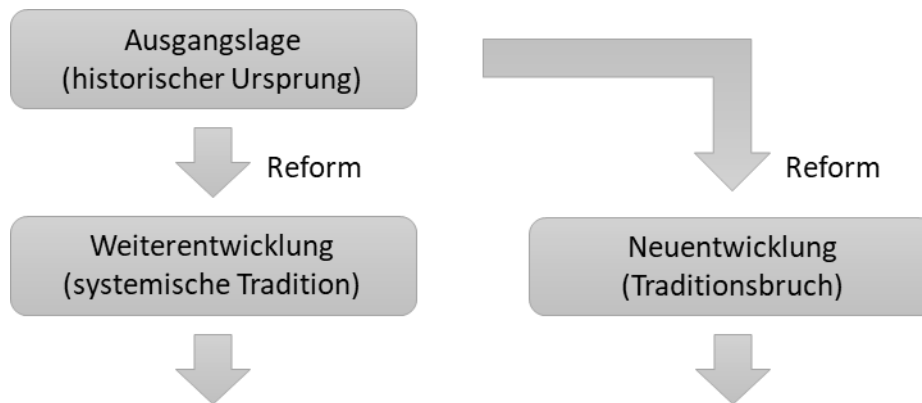 Ausgangslage
(historischer Ursprung)
Reform
Reform
Weiterentwicklung
(systemische Tradition)
Neuentwicklung
(Traditionsbruch)